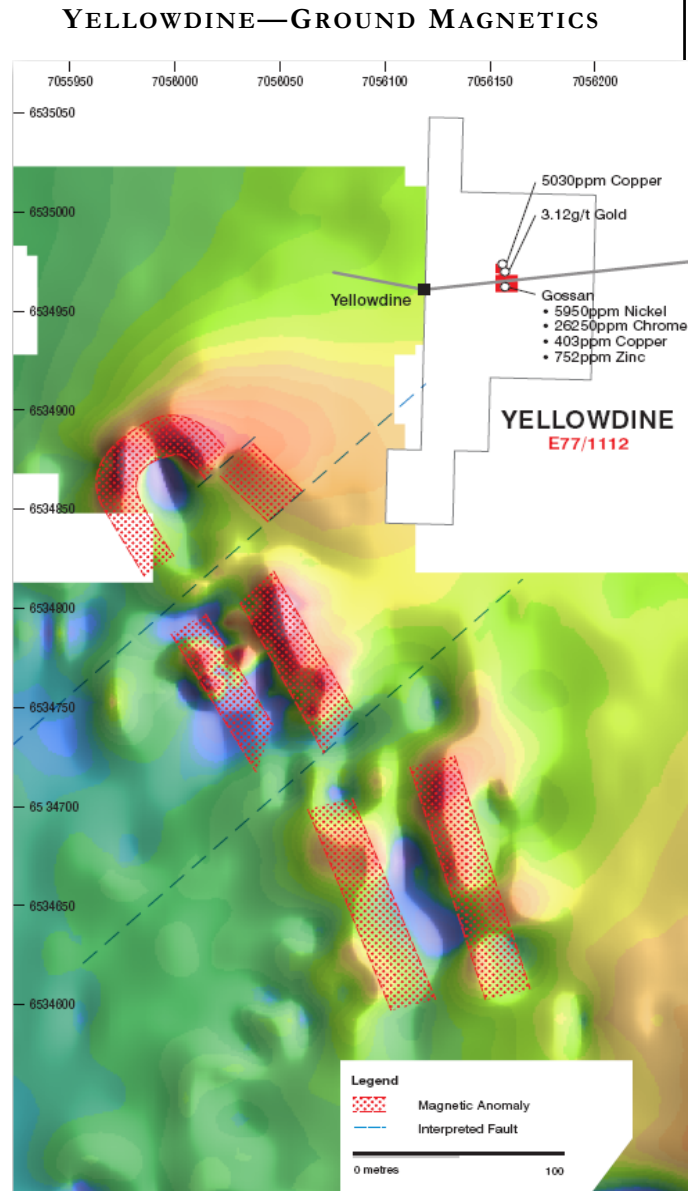 YELLOWDINE—GROUND MAGNETICS
7055950 7056000 7056050 7056100 7056150 7056200
6535050
6535000
6534950
6534900
6534850
6534800
6534750
6534700
6534650
6534600
5030ppm Copper
3.12g/t Gold
Yellowdine
Gossan
• 5950ppm Nickel
• 26250ppm Chrome
• 403ppm Copper
• 752ppm Zinc
YELLOWDINE
E77/1112
Legend
Magnetic Anomaly
Interpreted Fault
0 metres 100